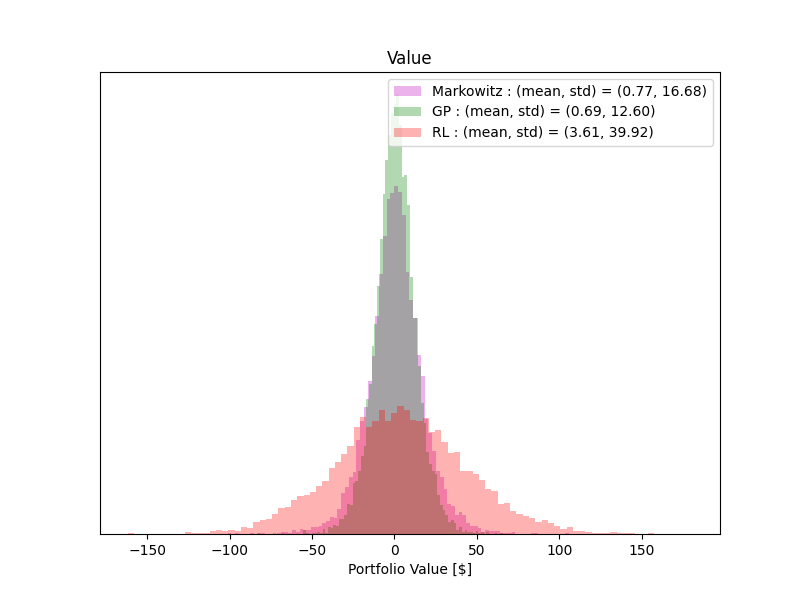 Value
Markowitz : (mean, std) = (0.77, 16.68)
GP : (mean, std) = (0.69, 12.60)
RL : (mean, std) = (3.61, 39.92)
−150 −100 −50 0 50 100 150
Portfolio Value [$]